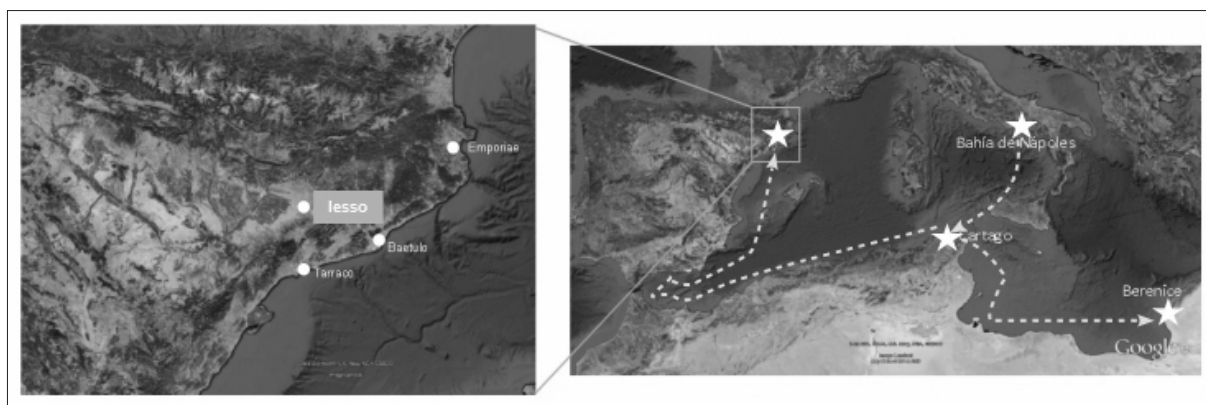 Emporiae
Iesso
Baetulo
Tarraco
Bahía de Nápoles
Cartago
Berenice
Google